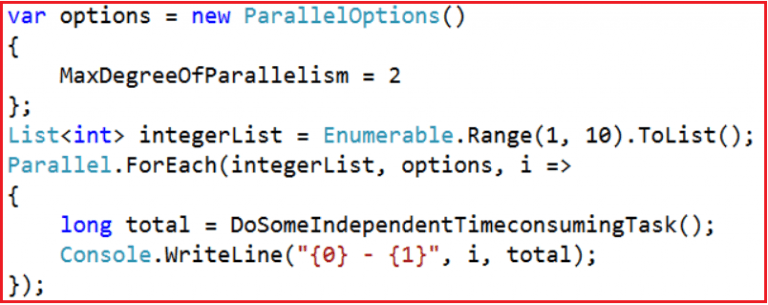 var options = new ParallelOptions()
{
    MaxDegreeOfParallelism = 2
};
List<int> integerList = Enumerable.Range(1, 10).ToList();
Parallel.ForEach(integerList, options, i =>
{
    long total = DoSomeIndependentTimeconsumingTask();
    Console.WriteLine("{0} - {1}", i, total);
});